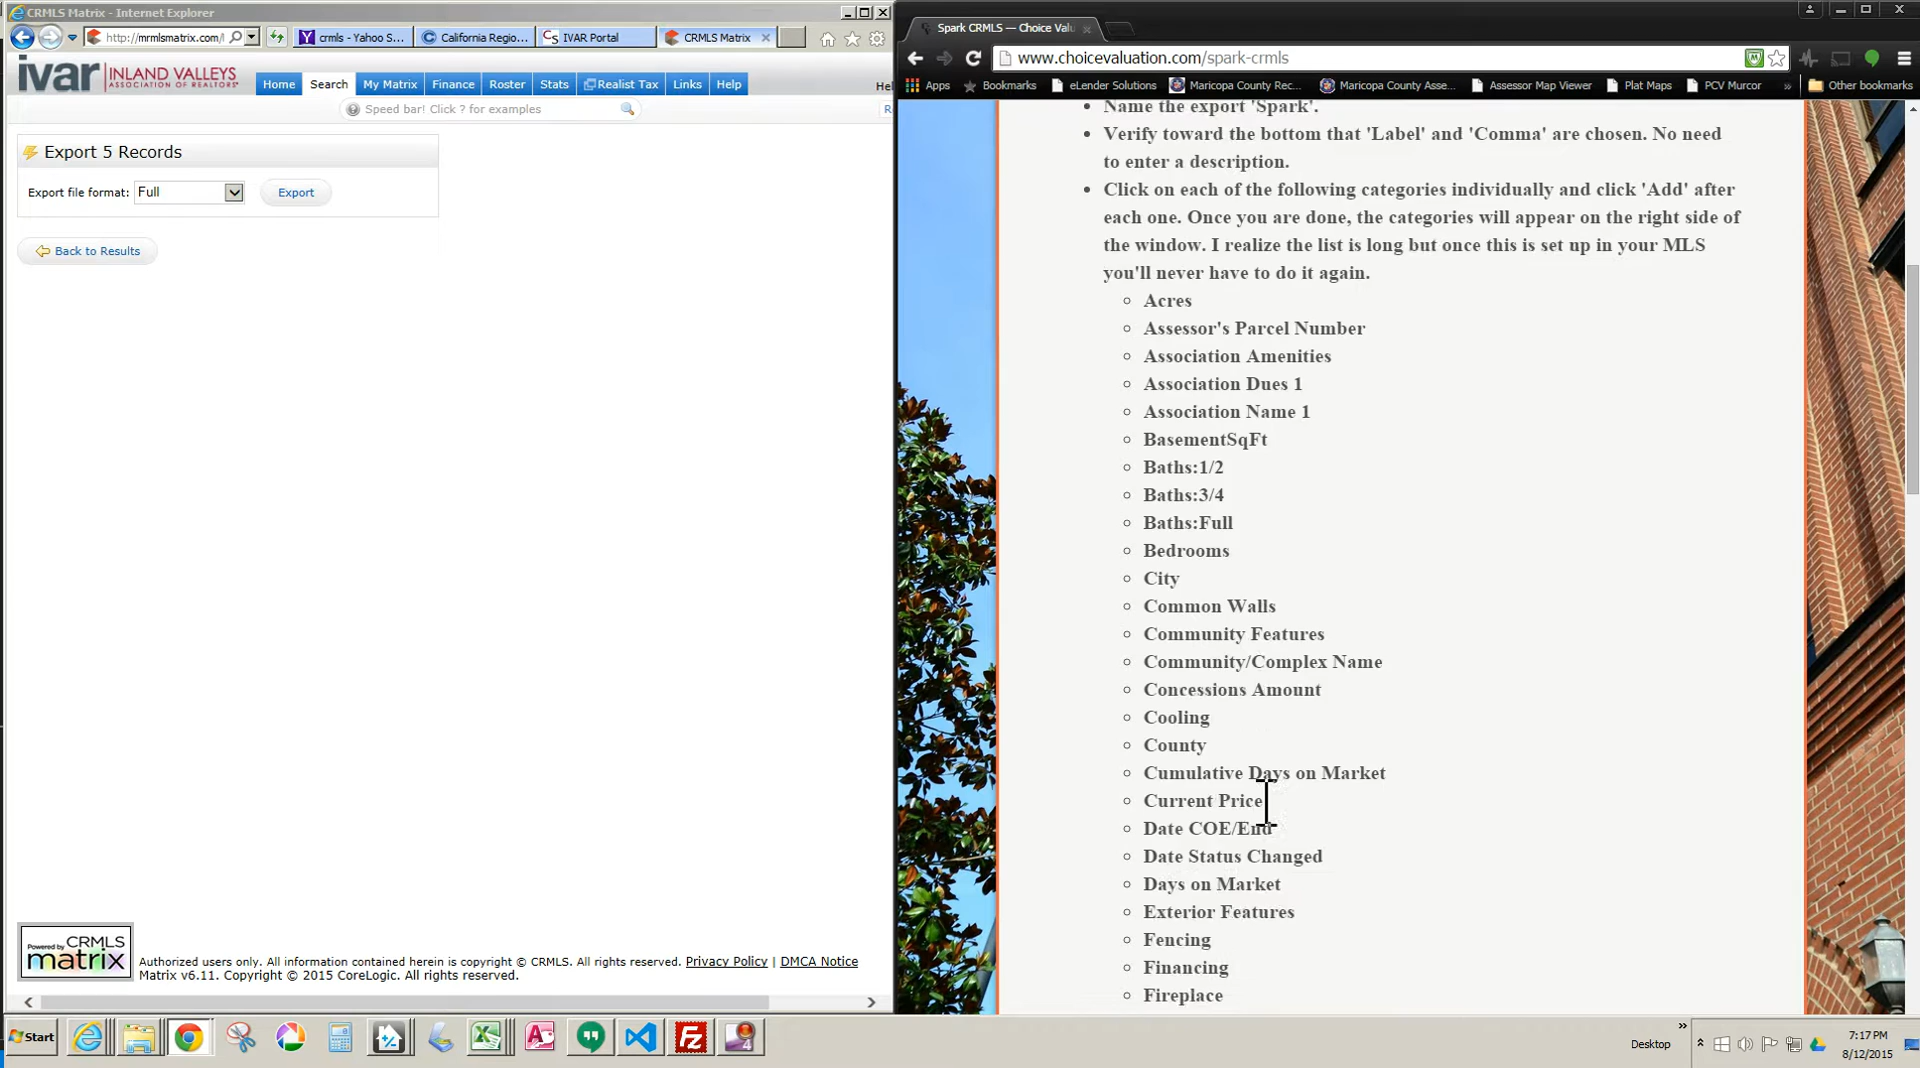 CRMLS Matrix - Internet Explorer
http://mrmlsmatrix.com/
crmls - Yahoo S...
California Regio...
IVAR Portal
CRMLS Matrix
ivar INLAND VALLEYS
ASSOCIATION OF REALTORS
Home Search My Matrix Finance Roster Stats Realist Tax Links Help
Hel
Speed bar! Click ? for examples
R
Export 5 Records
Export file format: Full Export
Back to Results
Powered by CRMLS
matrix
Authorized users only. All information contained herein is copyright © CRMLS. All rights reserved. Privacy Policy | DMCA Notice
Matrix v6.11. Copyright © 2015 CoreLogic. All rights reserved.
Spark CRMLS — Choice Valu
www.choicevaluation.com/spark-crmls
Apps Bookmarks eLender Solutions Maricopa County Rec... Maricopa County Asse... Assessor Map Viewer Plat Maps PCV Murcor » Other bookmarks
• Name the export 'Spark'.
• Verify toward the bottom that 'Label' and 'Comma' are chosen. No need
to enter a description.
• Click on each of the following categories individually and click 'Add' after
each one. Once you are done, the categories will appear on the right side of
the window. I realize the list is long but once this is set up in your MLS
you'll never have to do it again.
Acres
Assessor's Parcel Number
Association Amenities
Association Dues 1
Association Name 1
BasementSqFt
Baths:1/2
Baths:3/4
Baths:Full
Bedrooms
City
Common Walls
Community Features
Community/Complex Name
Concessions Amount
Cooling
County
Cumulative Days on Market
Current Price
Date COE/End
Date Status Changed
Days on Market
Exterior Features
Fencing
Financing
Fireplace
Start
Desktop
7:17 PM
8/12/2015